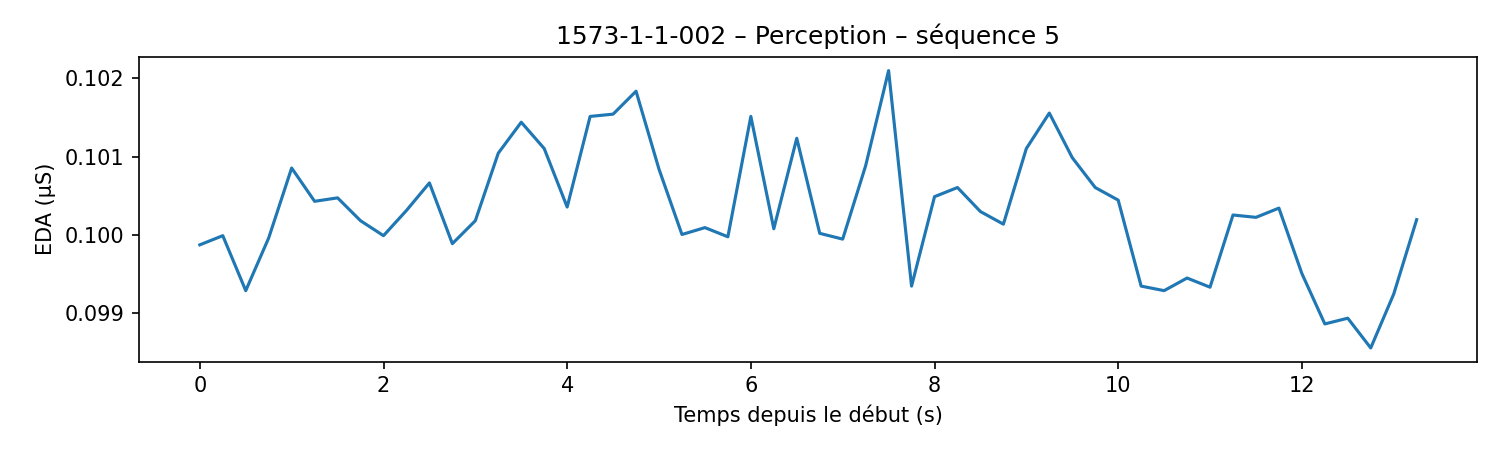 1573-1-1-002 – Perception – séquence 5
EDA (µS)
0.102
0.101
0.100
0.099
0 2 4 6 8 10 12
Temps depuis le début (s)